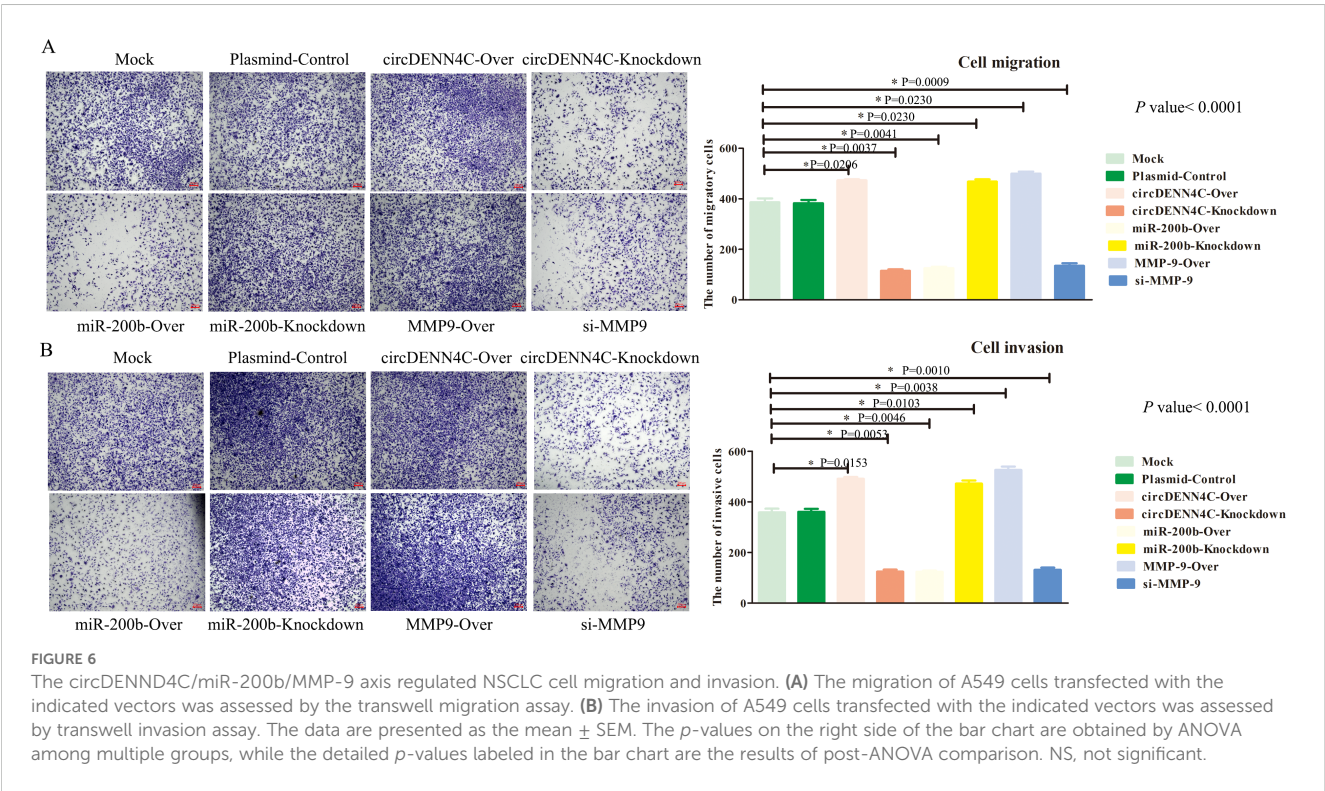 A
Mock Plasmind-Control circDENN4C-Over circDENN4C-Knockdown
miR-200b-Over miR-200b-Knockdown MMP9-Over si-MMP9
Cell migration
* P=0.0009
* P=0.0230
* P=0.0230
* P=0.0041
* P=0.0037
*P=0.0206
P value< 0.0001
The number of migratory cells
600
400
200
0
Mock
Plasmid-Control
circDENN4C-Over
circDENN4C-Knockdown
miR-200b-Over
miR-200b-Knockdown
MMP-9-Over
si-MMP-9
B
Mock Plasmind-Control circDENN4C-Over circDENN4C-Knockdown
miR-200b-Over miR-200b-Knockdown MMP9-Over si-MMP9
Cell invasion
* P=0.0010
* P=0.0038
* P=0.0103
* P=0.0046
* P=0.0053
* P=0.0153
P value< 0.0001
The number of invasive cells
600
400
200
0
Mock
Plasmid-Control
circDENN4C-Over
circDENN4C-Knockdown
miR-200b-Over
miR-200b-Knockdown
MMP-9-Over
si-MMP-9
FIGURE 6
The circDENND4C/miR-200b/MMP-9 axis regulated NSCLC cell migration and invasion. (A) The migration of A549 cells transfected with the
indicated vectors was assessed by the transwell migration assay. (B) The invasion of A549 cells transfected with the indicated vectors was assessed
by transwell invasion assay. The data are presented as the mean ± SEM. The p-values on the right side of the bar chart are obtained by ANOVA
among multiple groups, while the detailed p-values labeled in the bar chart are the results of post-ANOVA comparison. NS, not significant.